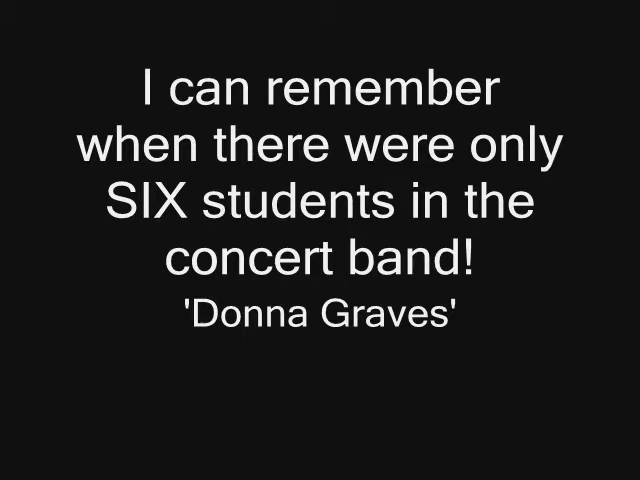 I can remember
when there were only
SIX students in the
concert band!
'Donna Graves'